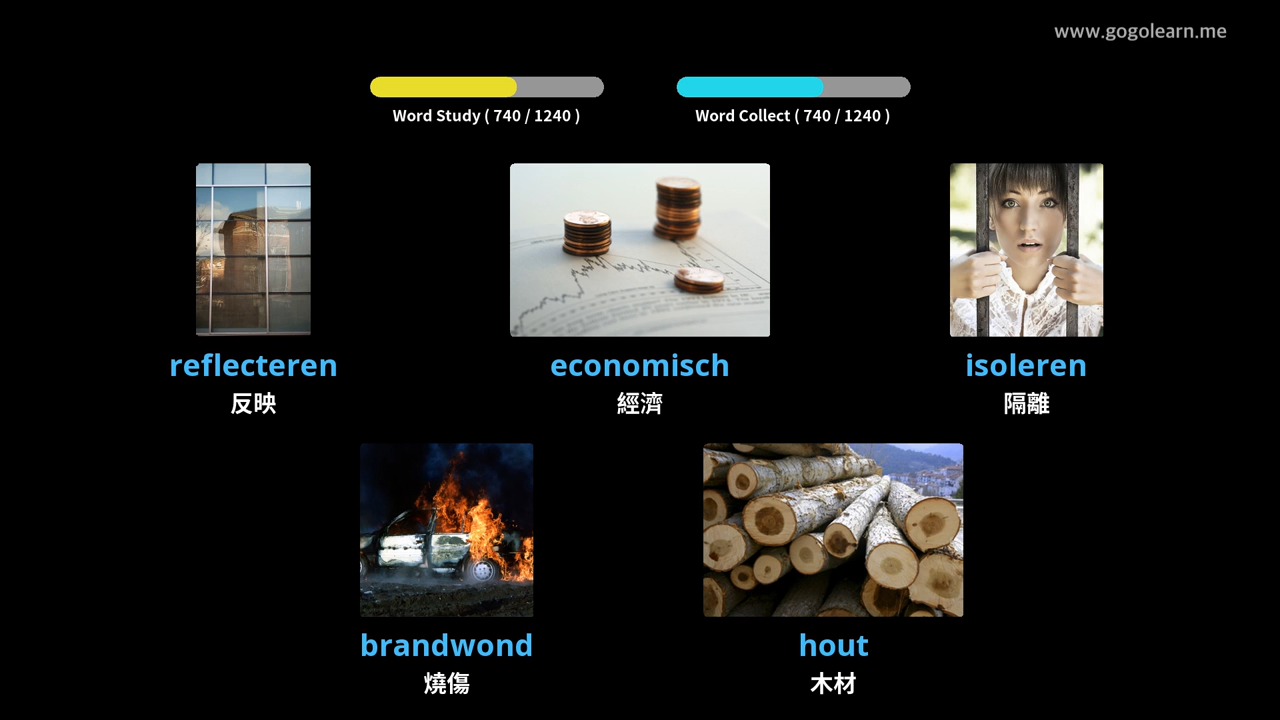 www.gogolearn.me
Word Study ( 740 / 1240 )
Word Collect ( 740 / 1240 )
reflecteren
反映
economisch
經濟
isoleren
隔離
brandwond
燒傷
hout
木材